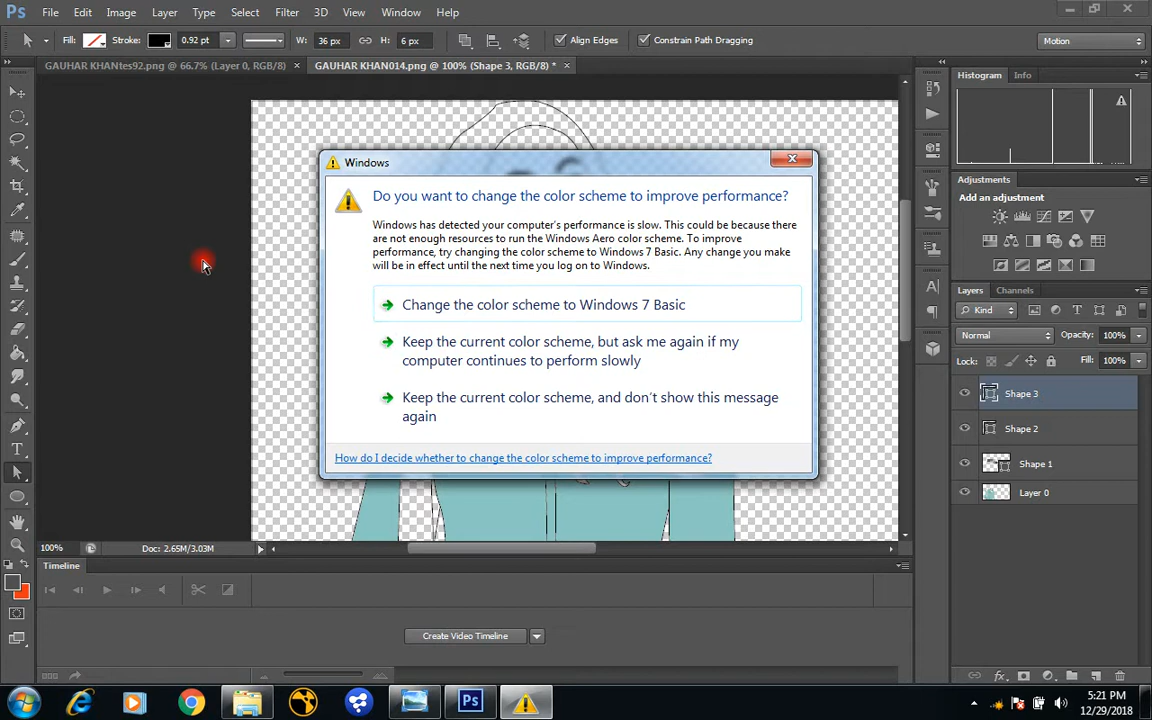 Ps File Edit Image Layer Type Select Filter 3D View Window Help
Fill: Stroke: 0.92 pt W: 36 px H: 6 px Align Edges Constrain Path Dragging Motion
GAUHAR KHANtes92.png @ 66.7% (Layer 0, RGB/8) × GAUHAR KHAN014.png @ 100% (Shape 3, RGB/8) * ×
Histogram Info
Windows
Do you want to change the color scheme to improve performance?
Windows has detected your computer's performance is slow. This could be because there
are not enough resources to run the Windows Aero color scheme. To improve
performance, try changing the color scheme to Windows 7 Basic. Any change you make
will be in effect until the next time you log on to Windows.
Change the color scheme to Windows 7 Basic
Keep the current color scheme, but ask me again if my
computer continues to perform slowly
Keep the current color scheme, and don't show this message
again
How do I decide whether to change the color scheme to improve performance?
Adjustments
Add an adjustment
Layers Channels
Kind
Normal Opacity: 100%
Lock: Fill: 100%
Shape 3
Shape 2
Shape 1
Layer 0
100% Doc: 2.65M/3.03M
Timeline
Create Video Timeline
fx
Ps
5:21 PM
12/29/2018